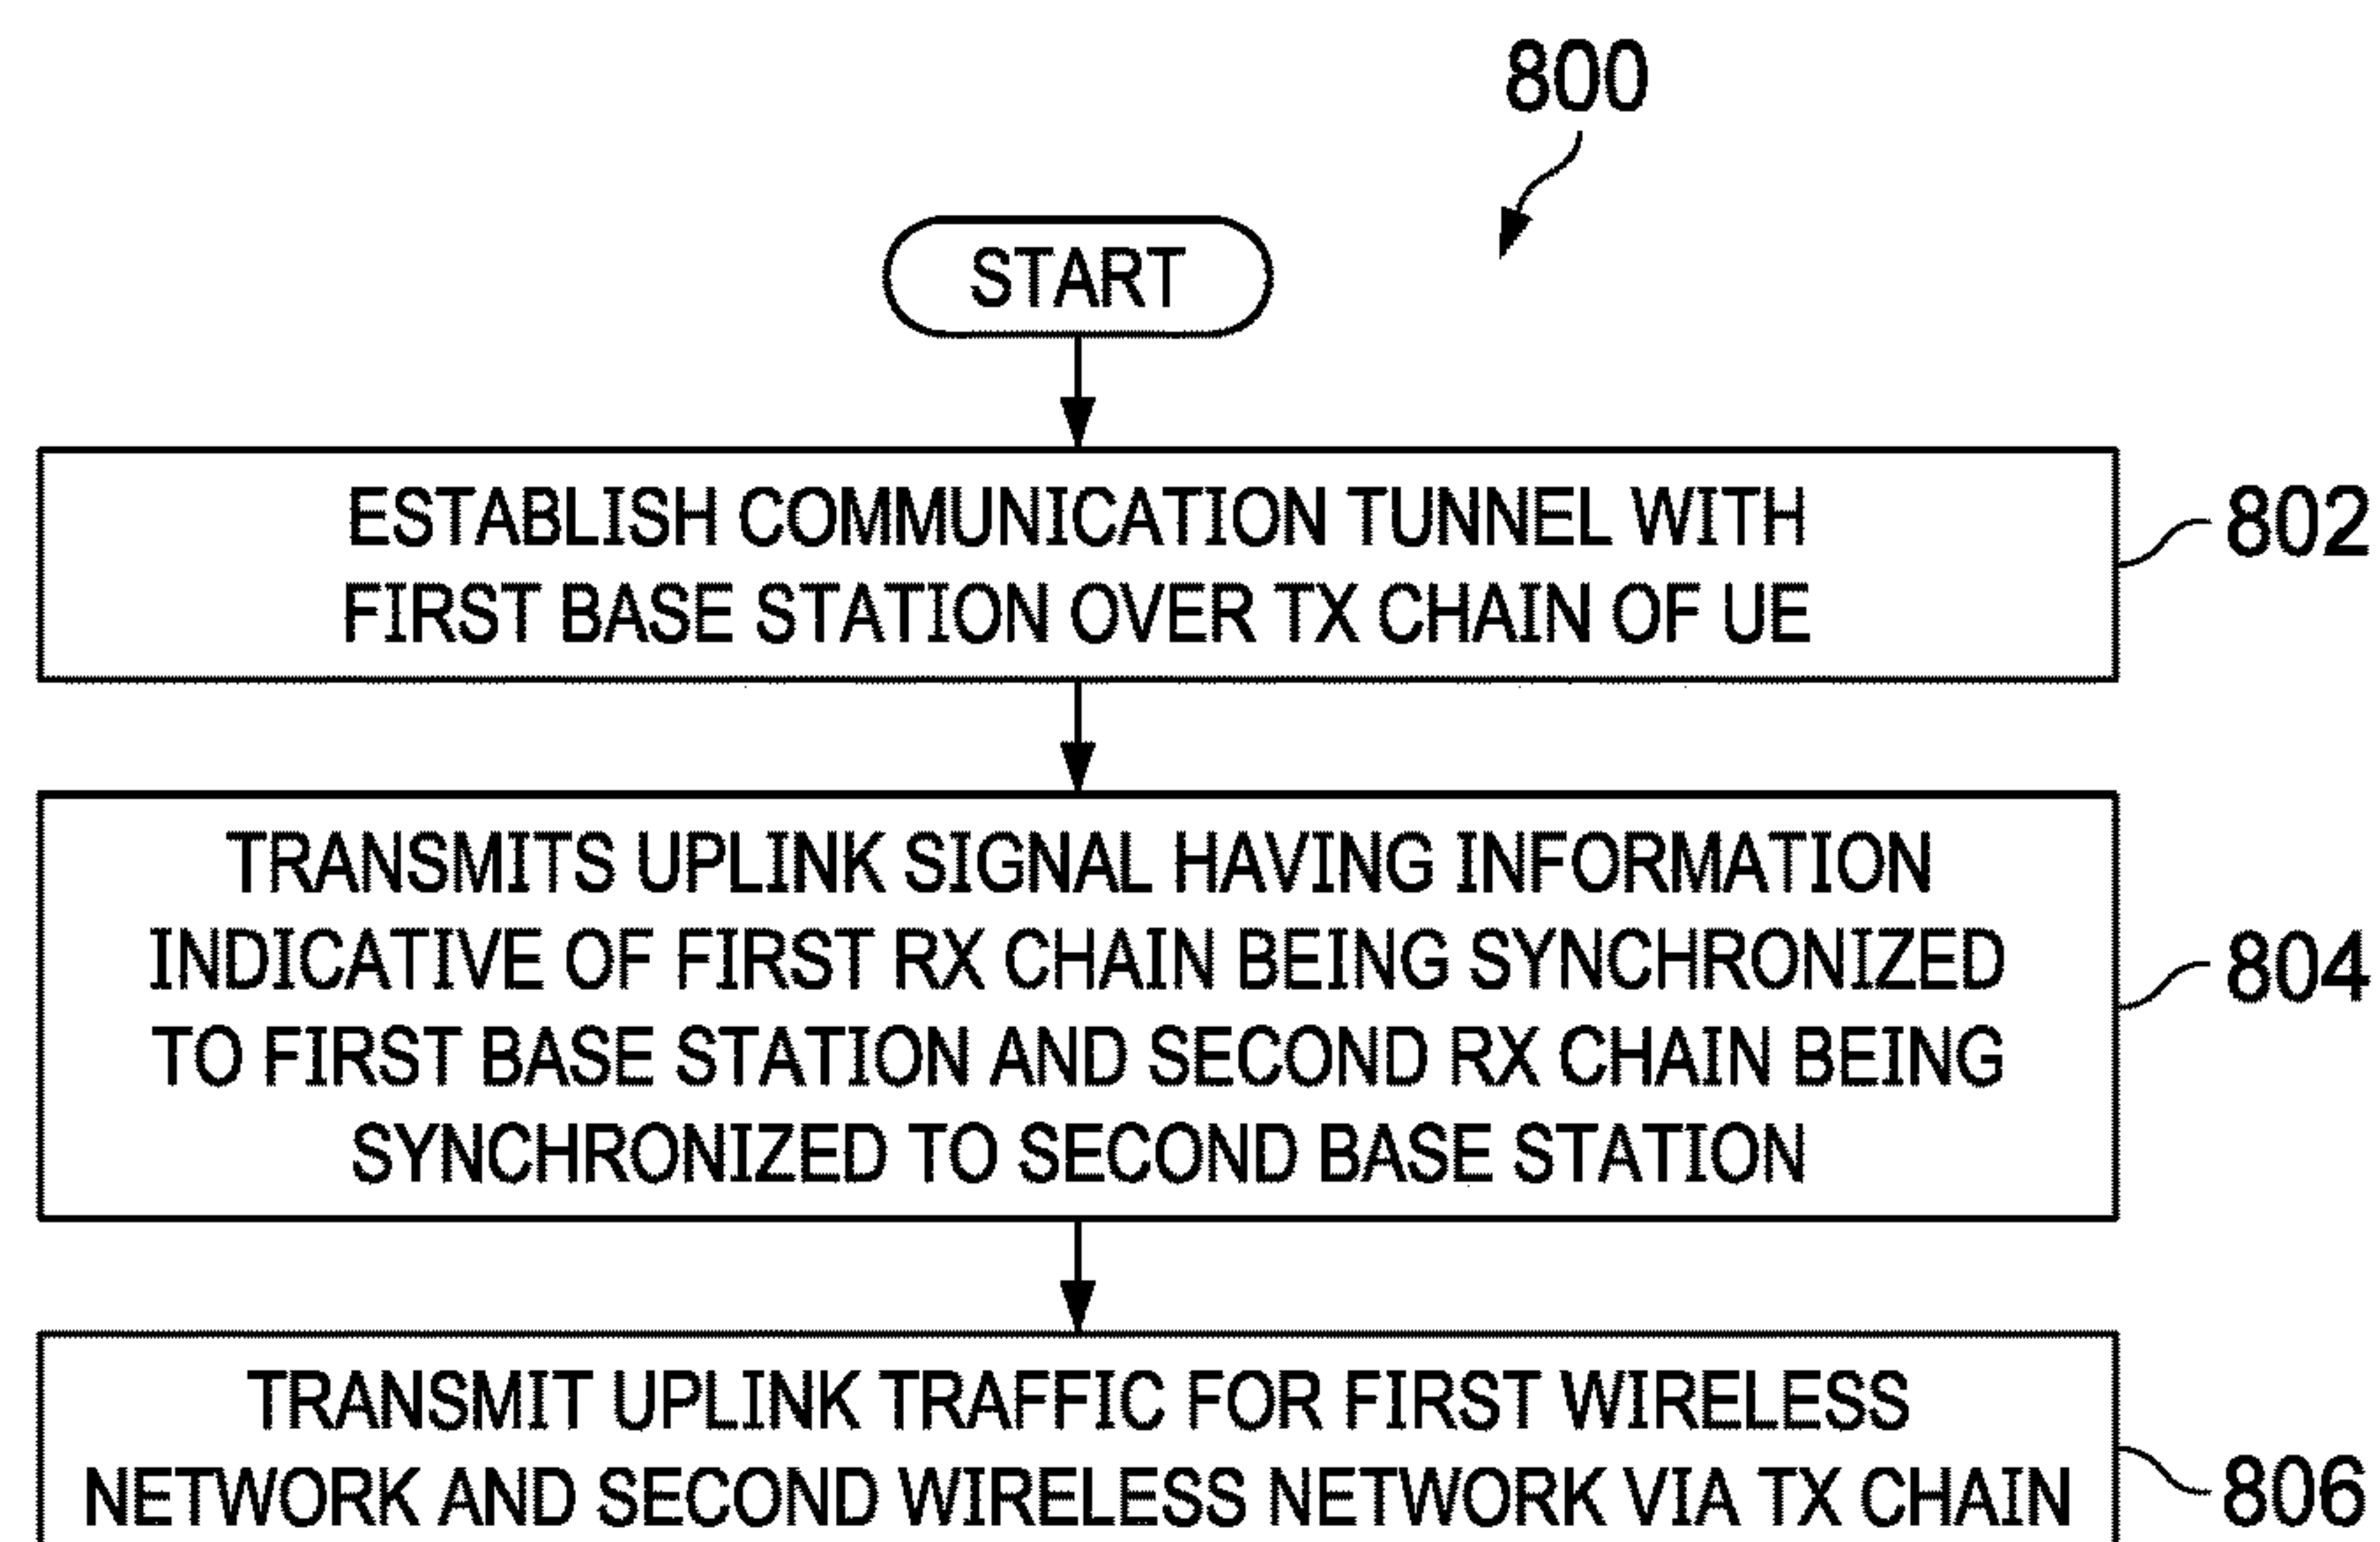 800
START
ESTABLISH COMMUNICATION TUNNEL WITH
FIRST BASE STATION OVER TX CHAIN OF UE
802
TRANSMITS UPLINK SIGNAL HAVING INFORMATION
INDICATIVE OF FIRST RX CHAIN BEING SYNCHRONIZED
TO FIRST BASE STATION AND SECOND RX CHAIN BEING
SYNCHRONIZED TO SECOND BASE STATION
804
TRANSMIT UPLINK TRAFFIC FOR FIRST WIRELESS
NETWORK AND SECOND WIRELESS NETWORK VIA TX CHAIN
806